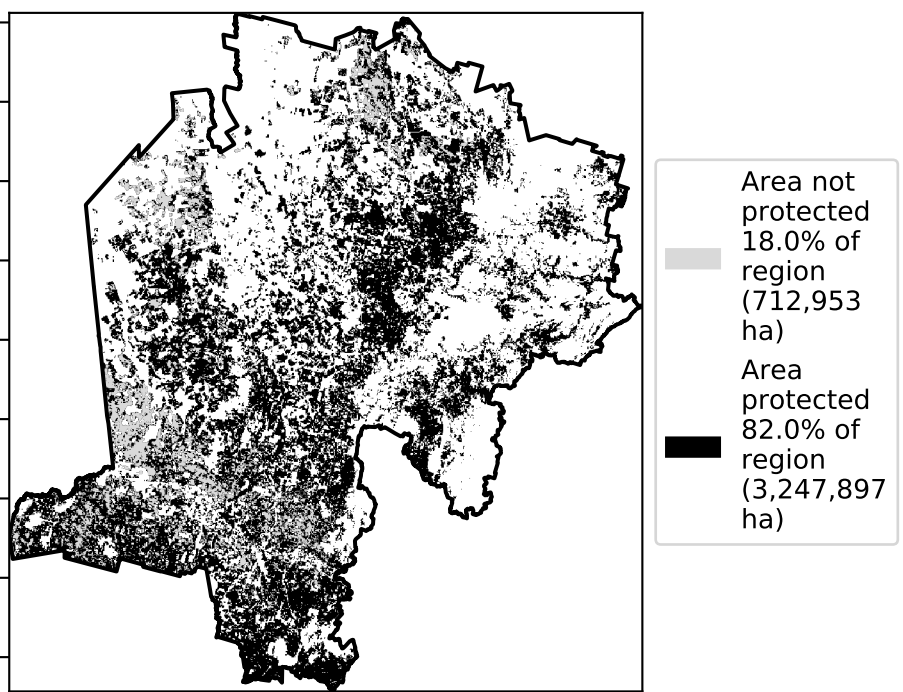 Area not
protected
18.0% of
region
(712,953
ha)
Area
protected
82.0% of
region
(3,247,897
ha)